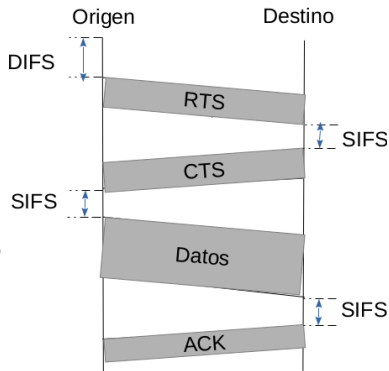 Origen
Destino
DIFS
RTS
SIFS
CTS
SIFS
Datos
SIFS
ACK